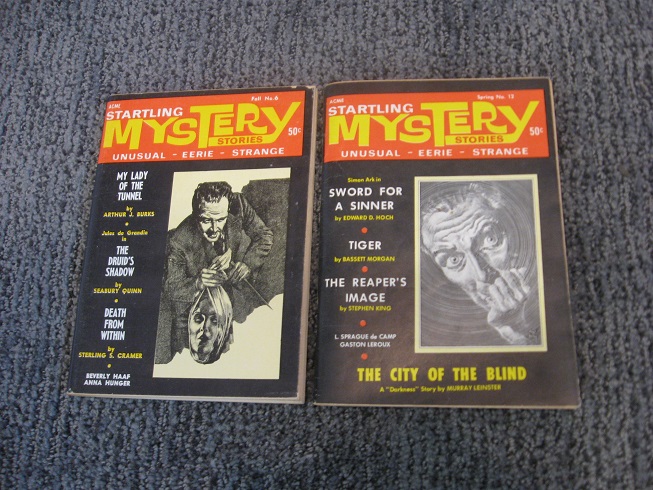 ACME
Fall No.6
STARTLING
MYSTERY
STORIES
50c
UNUSUAL - EERIE - STRANGE
MY LADY
OF THE
TUNNEL
by
ARTHUR J. BURKS
Jules de Grandin
in
THE
DRUID'S
SHADOW
by
SEABURY QUINN
DEATH
FROM
WITHIN
by
STERLING S. CRAMER
BEVERLY HAAF
ANNA HUNGER
ACME
Spring No. 12
STARTLING
MYSTERY
STORIES
50c
UNUSUAL - EERIE - STRANGE
Simon Ark in
SWORD FOR
A SINNER
by EDWARD D. HOCH
TIGER
by BASSETT MORGAN
THE REAPER'S
IMAGE
by STEPHEN KING
L. SPRAGUE de CAMP
GASTON LEROUX
THE CITY OF THE BLIND
A "Darkness" Story by MURRAY LEINSTER